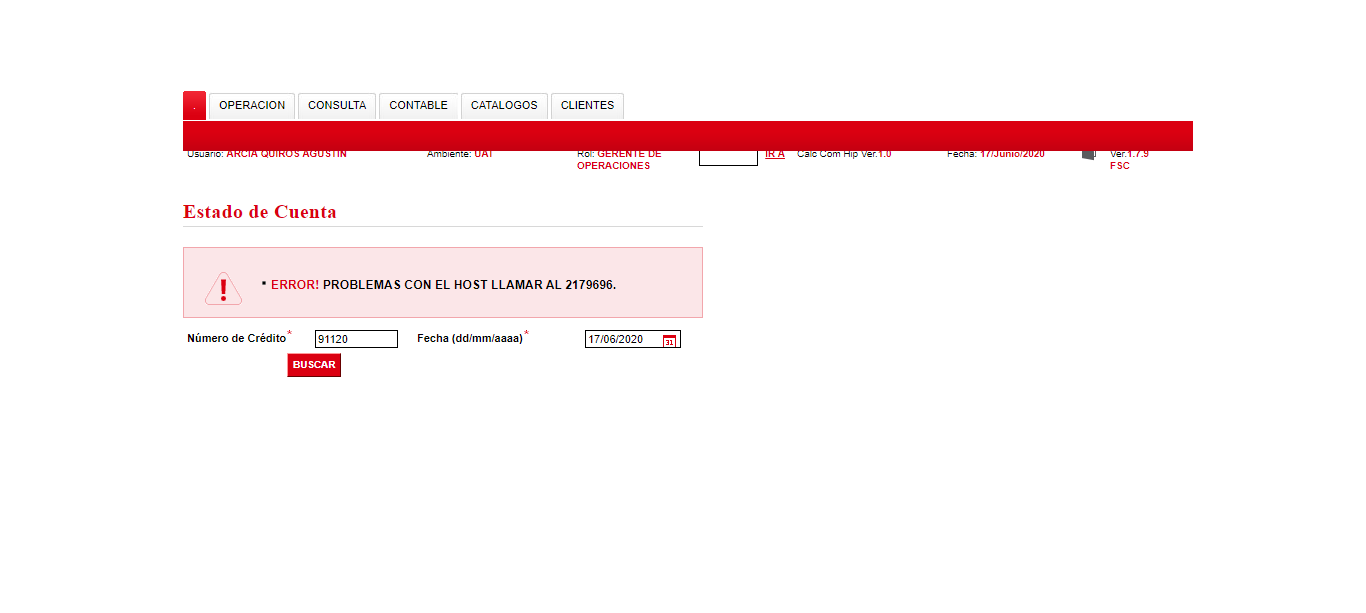 OPERACION CONSULTA CONTABLE CATALOGOS CLIENTES
Usuario: ARCIA QUIROS AGUSTIN Ambiente: UAT Rol: GERENTE DE IR A Calc Com Hip Ver.1.0 Fecha: 17/Junio/2020 Ver.1.7.9
OPERACIONES FSC
Estado de Cuenta
* ERROR! PROBLEMAS CON EL HOST LLAMAR AL 2179696.
Número de Crédito* 91120 Fecha (dd/mm/aaaa)* 17/06/2020 31
BUSCAR